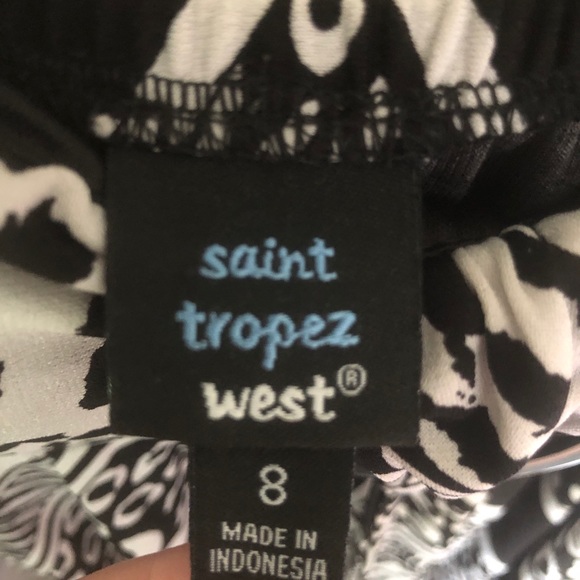 saint
tropez
west®
8
MADE IN
INDONESIA